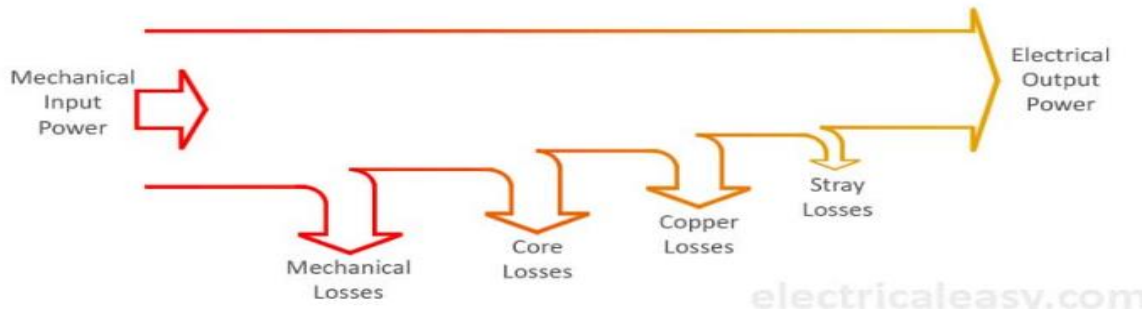 Mechanical
Input
Power
Electrical
Output
Power
Mechanical
Losses
Core
Losses
Copper
Losses
Stray
Losses
electricaleasy.com